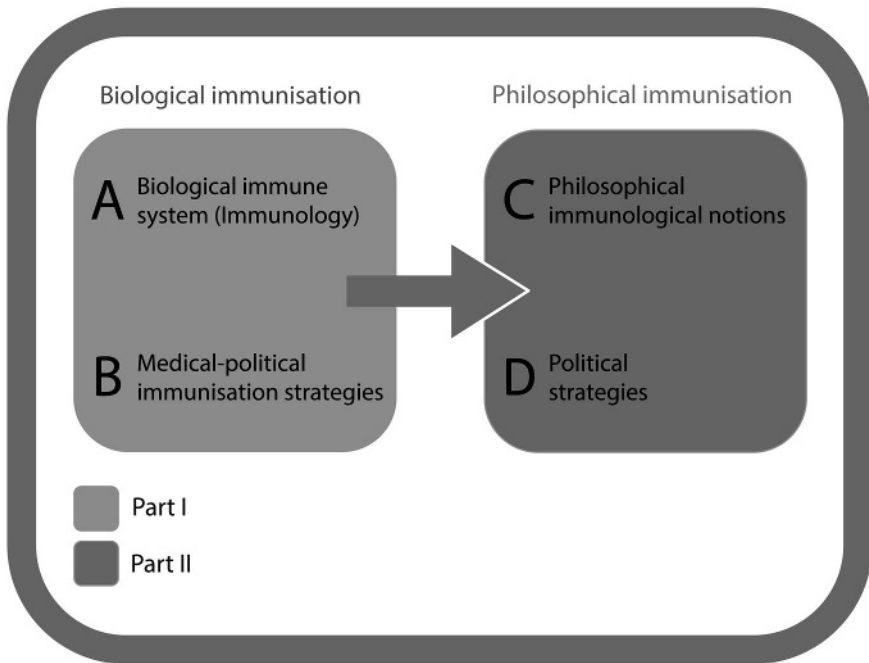 Biological immunisation
Philosophical immunisation
A Biological immune
system (Immunology)
B Medical-political
immunisation strategies
C Philosophical
immunological notions
D Political
strategies
Part I
Part II